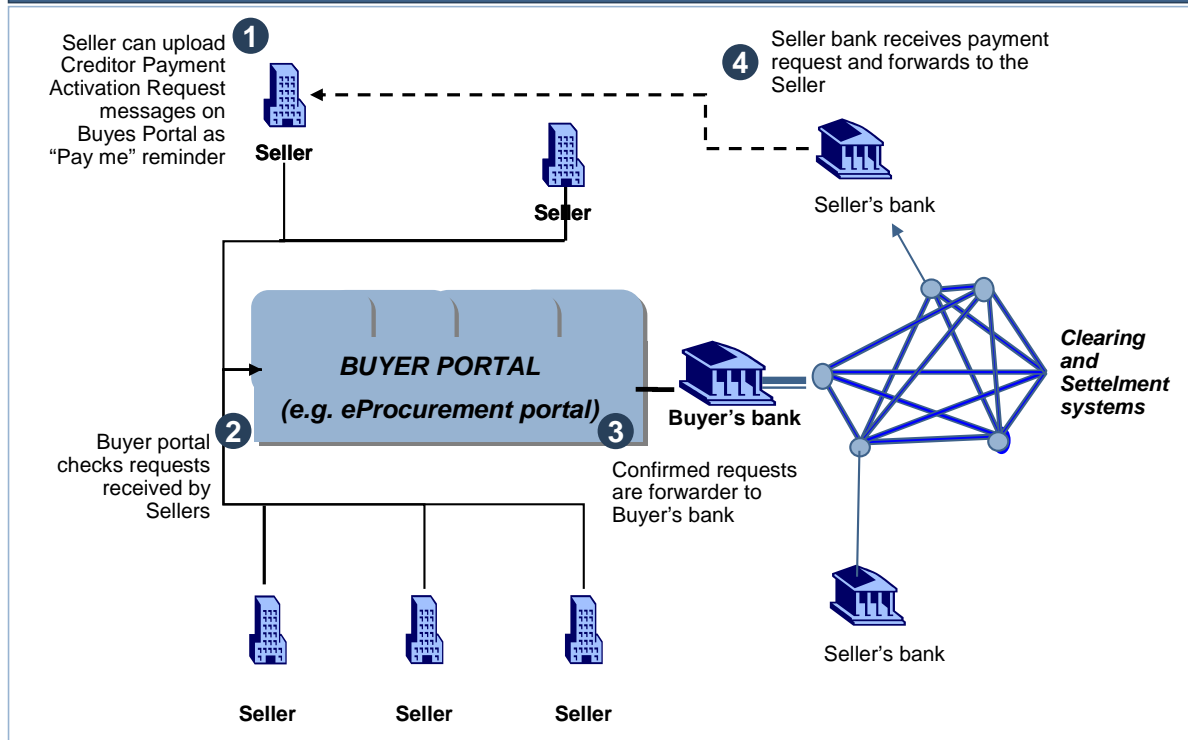 1
Seller can upload
Creditor Payment
Activation Request
messages on
Buyes Portal as
“Pay me” reminder
Seller
Seller
4
Seller bank receives payment
request and forwards to the
Seller
Seller's bank
BUYER PORTAL
(e.g. eProcurement portal)
2
Buyer portal
checks requests
received by
Sellers
3
Confirmed requests
are forwarder to
Buyer's bank
Buyer's bank
Clearing
and
Settelment
systems
Seller's bank
Seller
Seller
Seller